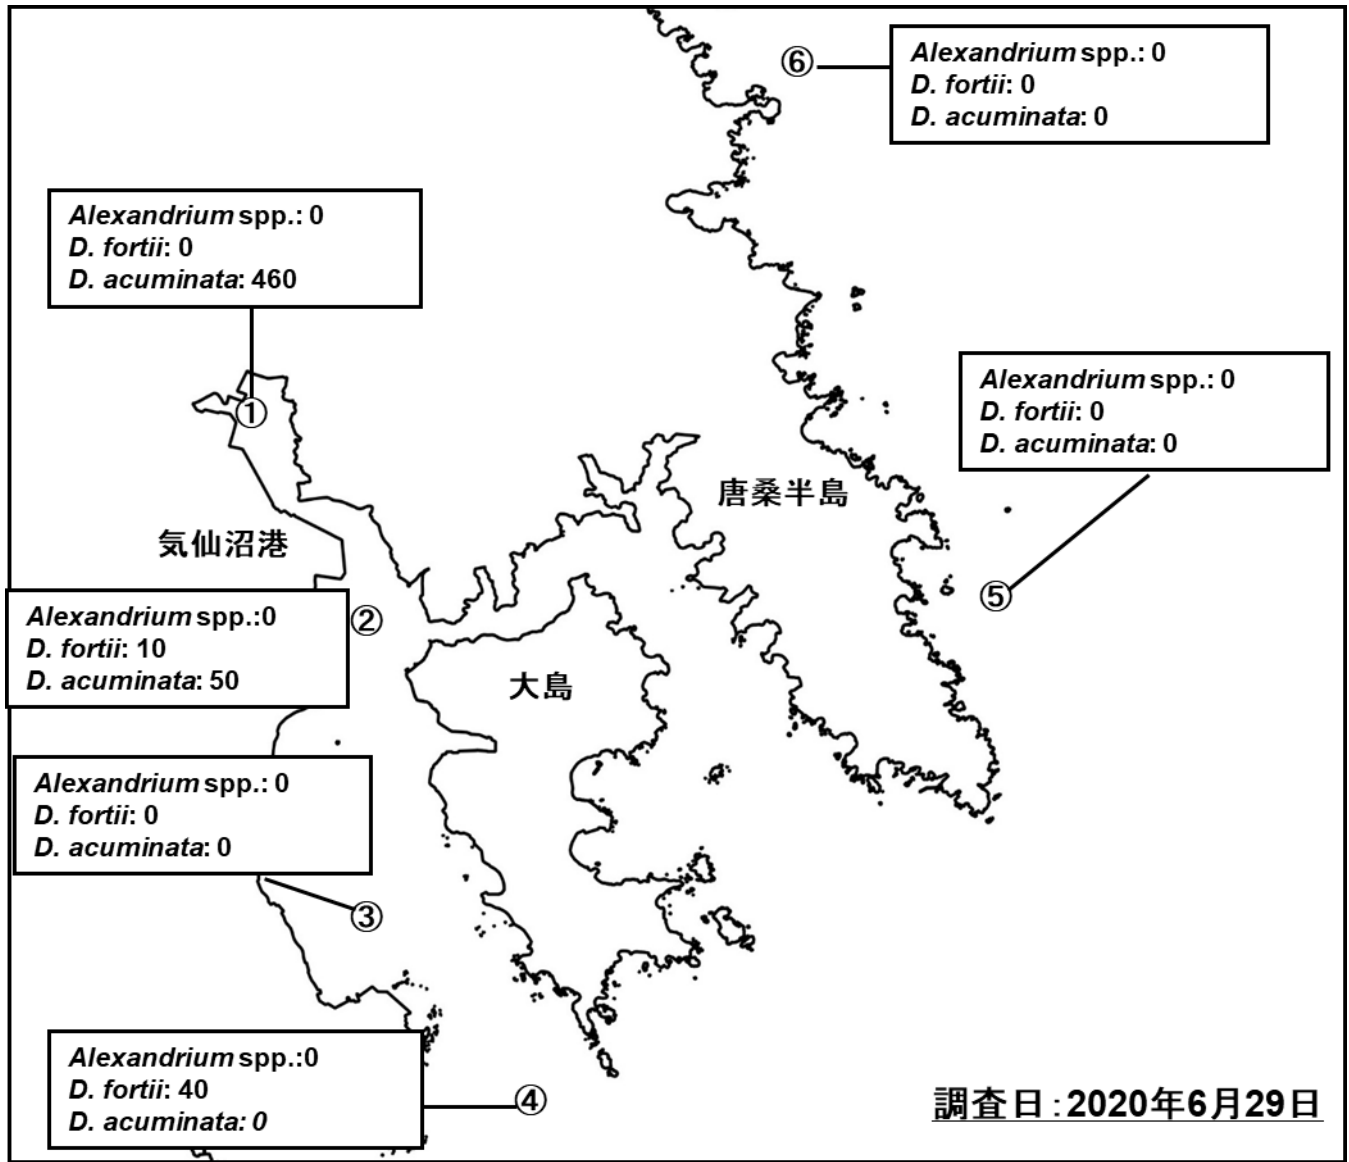 ⑥
Alexandrium spp.: 0
D. fortii: 0
D. acuminata: 0
Alexandrium spp.: 0
D. fortii: 0
D. acuminata: 460
①
Alexandrium spp.: 0
D. fortii: 0
D. acuminata: 0
⑤
唐桑半島
気仙沼港
Alexandrium spp.:0
D. fortii: 10
D. acuminata: 50
②
大島
Alexandrium spp.: 0
D. fortii: 0
D. acuminata: 0
③
Alexandrium spp.:0
D. fortii: 40
D. acuminata: 0
④
調査日:2020年6月29日